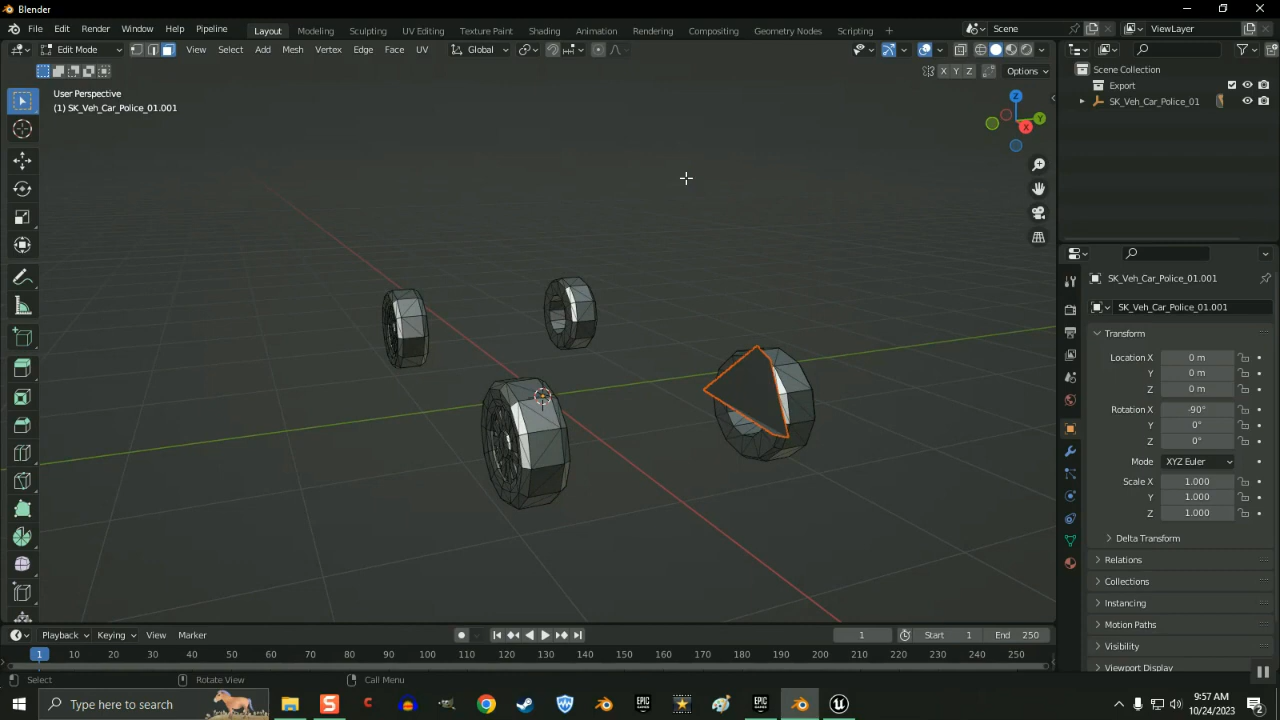 Blender
File Edit Render Window Help Pipeline
Layout Modeling Sculpting UV Editing Texture Paint Shading Animation Rendering Compositing Geometry Nodes Scripting +
Scene
ViewLayer
Edit Mode View Select Add Mesh Vertex Edge Face UV
Global
X Y Z Options
User Perspective
(1) SK_Veh_Car_Police_01.001
Z
Y
X
Scene Collection
Export
SK_Veh_Car_Police_01
SK_Veh_Car_Police_01.001
SK_Veh_Car_Police_01.001
Transform
Location X 0 m
Y 0 m
Z 0 m
Rotation X -90°
Y 0°
Z 0°
Mode XYZ Euler
Scale X 1.000
Y 1.000
Z 1.000
Delta Transform
Relations
Collections
Instancing
Motion Paths
Visibility
Viewport Display
Playback Keying View Marker
1 Start 1 End 250
1 10 20 30 40 50 60 70 80 90 100 110 120 130 140 150 160 170 180 190 200 210 220 230 240 250
Select Rotate View Call Menu
Type here to search
9:57 AM
10/24/2023
2